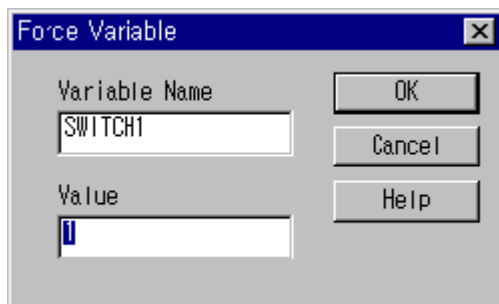 Force Variable
Variable Name
SWITCH1
Value
1
OK
Cancel
Help